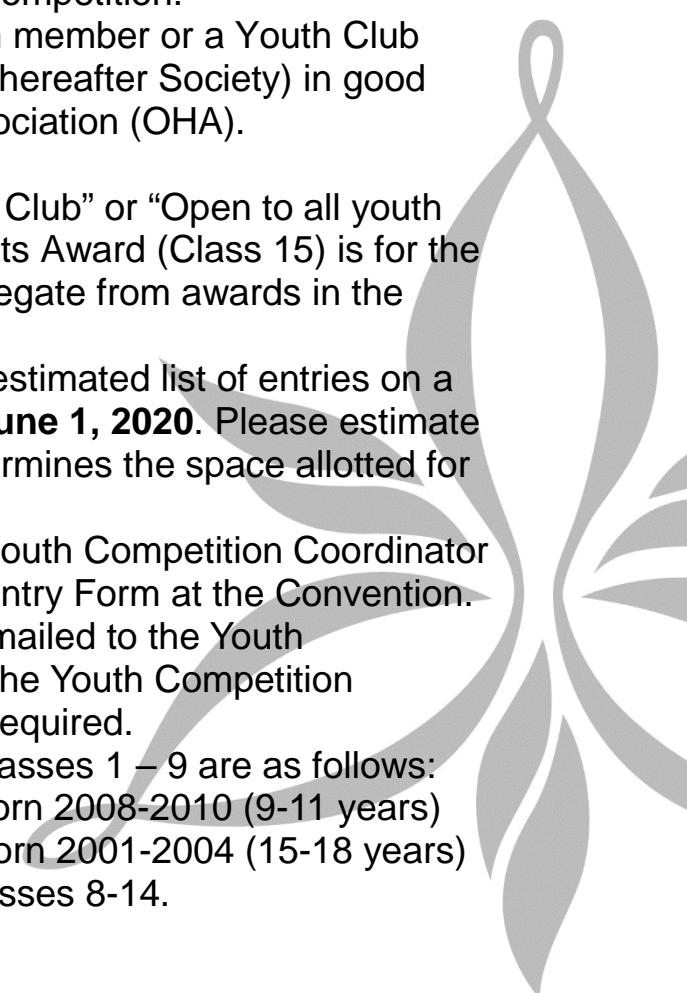 ompetition.
member or a Youth Club
hereafter Society) in good
ociation (OHA).
Club” or “Open to all youth
ts Award (Class 15) is for the
egate from awards in the
estimated list of entries on a
une 1, 2020. Please estimate
ermines the space allotted for
outh Competition Coordinator
ntry Form at the Convention.
mailed to the Youth
he Youth Competition
equired.
asses 1 – 9 are as follows:
orn 2008-2010 (9-11 years)
orn 2001-2004 (15-18 years)
sses 8-14.